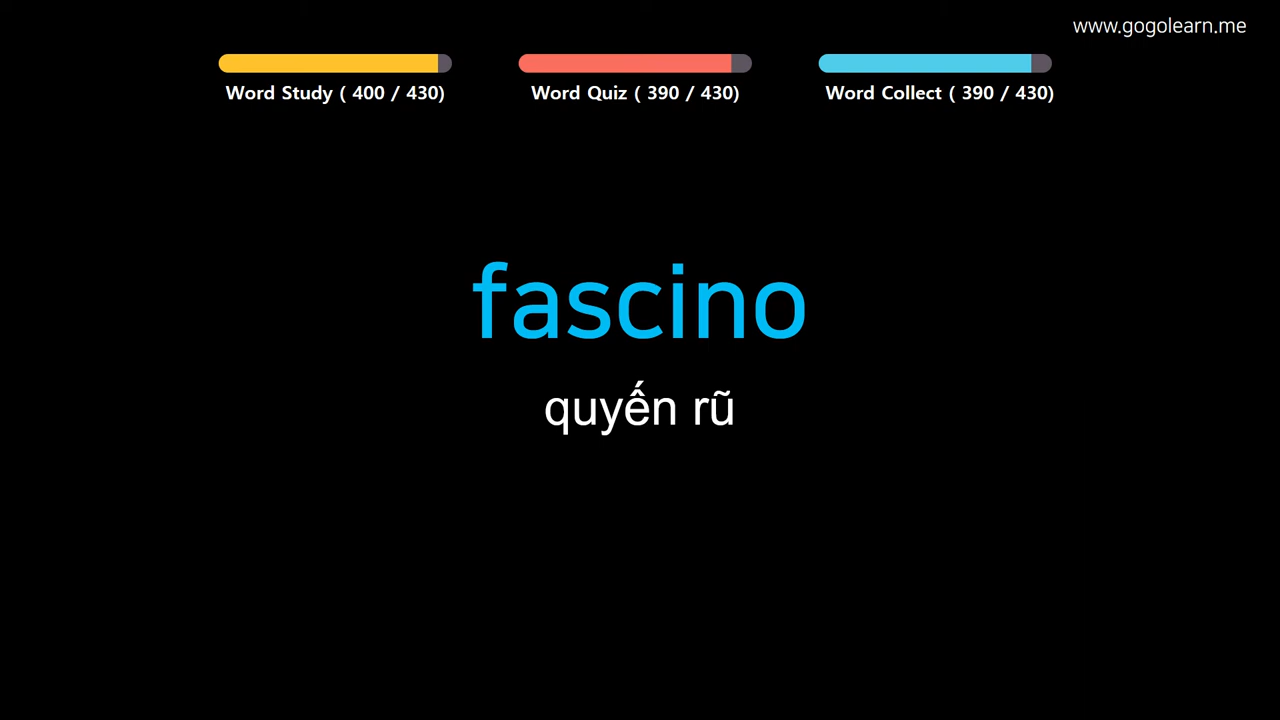 www.gogolearn.me
Word Study ( 400 / 430)
Word Quiz ( 390 / 430)
Word Collect ( 390 / 430)
fascino
quyến rũ